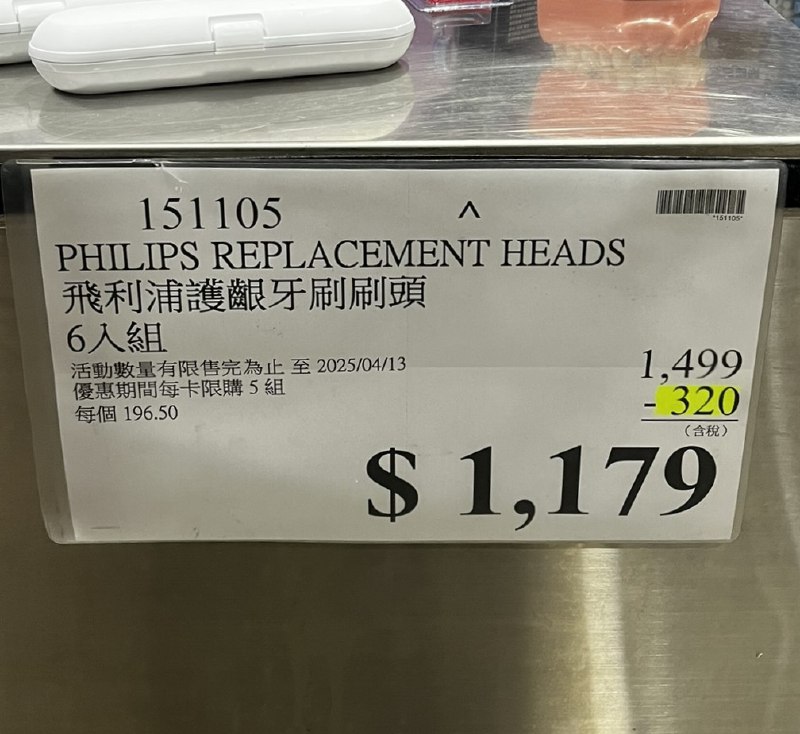 151105
^
*151105*
PHILIPS REPLACEMENT HEADS
飛利浦護齦牙刷刷頭
6入組
活動數量有限售完為止 至 2025/04/13
優惠期間每卡限購 5 組
每個 196.50
1,499
- 320
(含稅)
$ 1,179